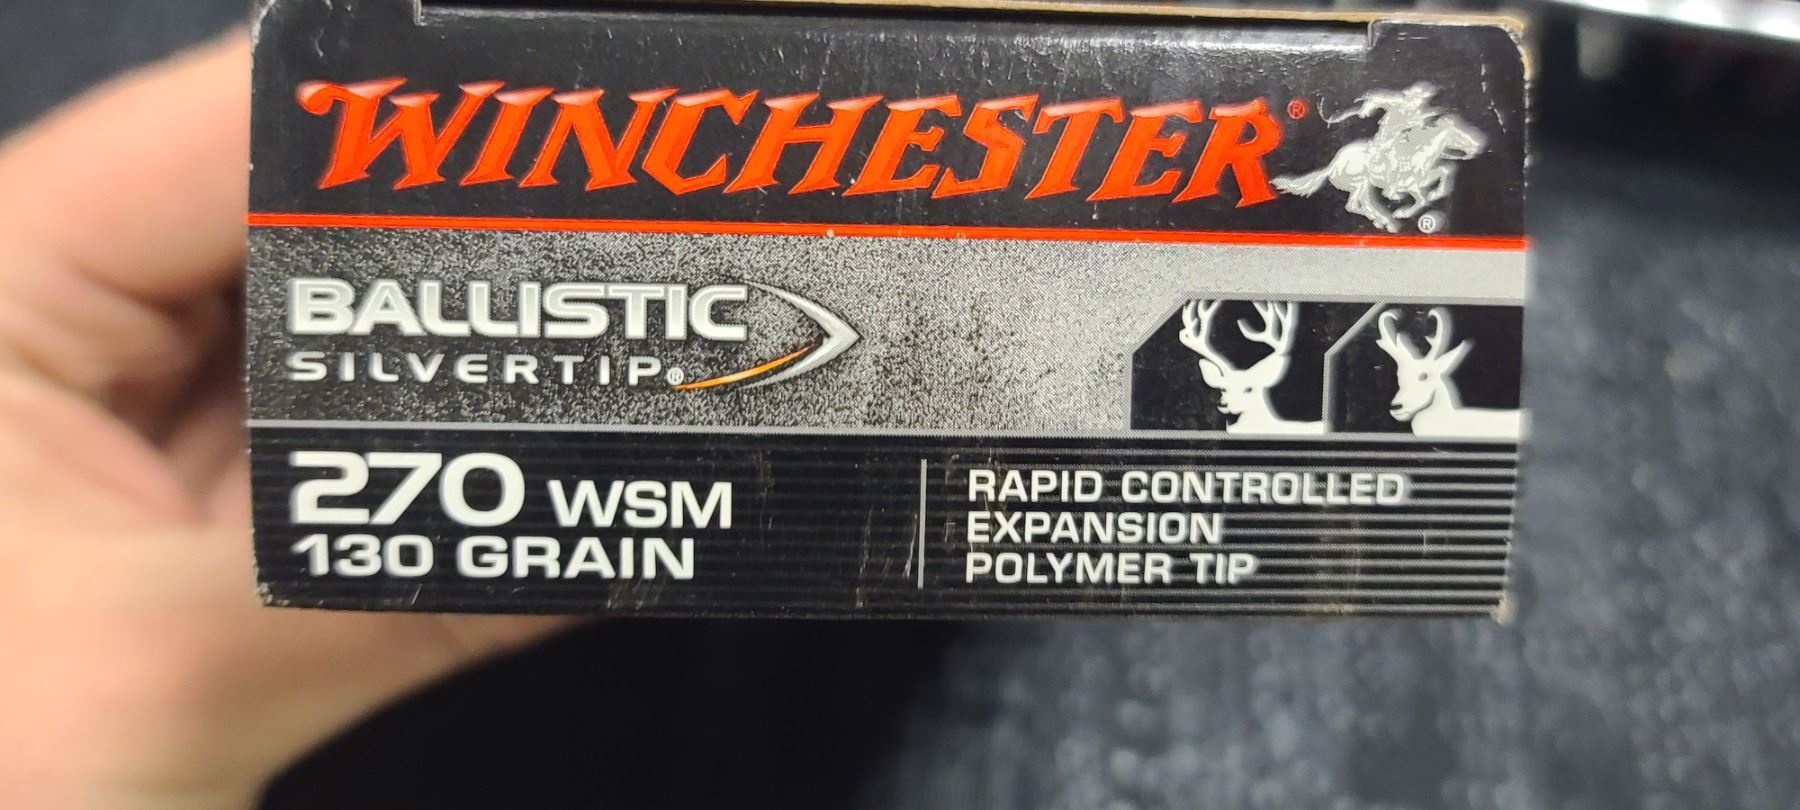 WINCHESTER®
®
BALLISTIC
SILVERTIP®
270 WSM
130 GRAIN
RAPID CONTROLLED
EXPANSION
POLYMER TIP